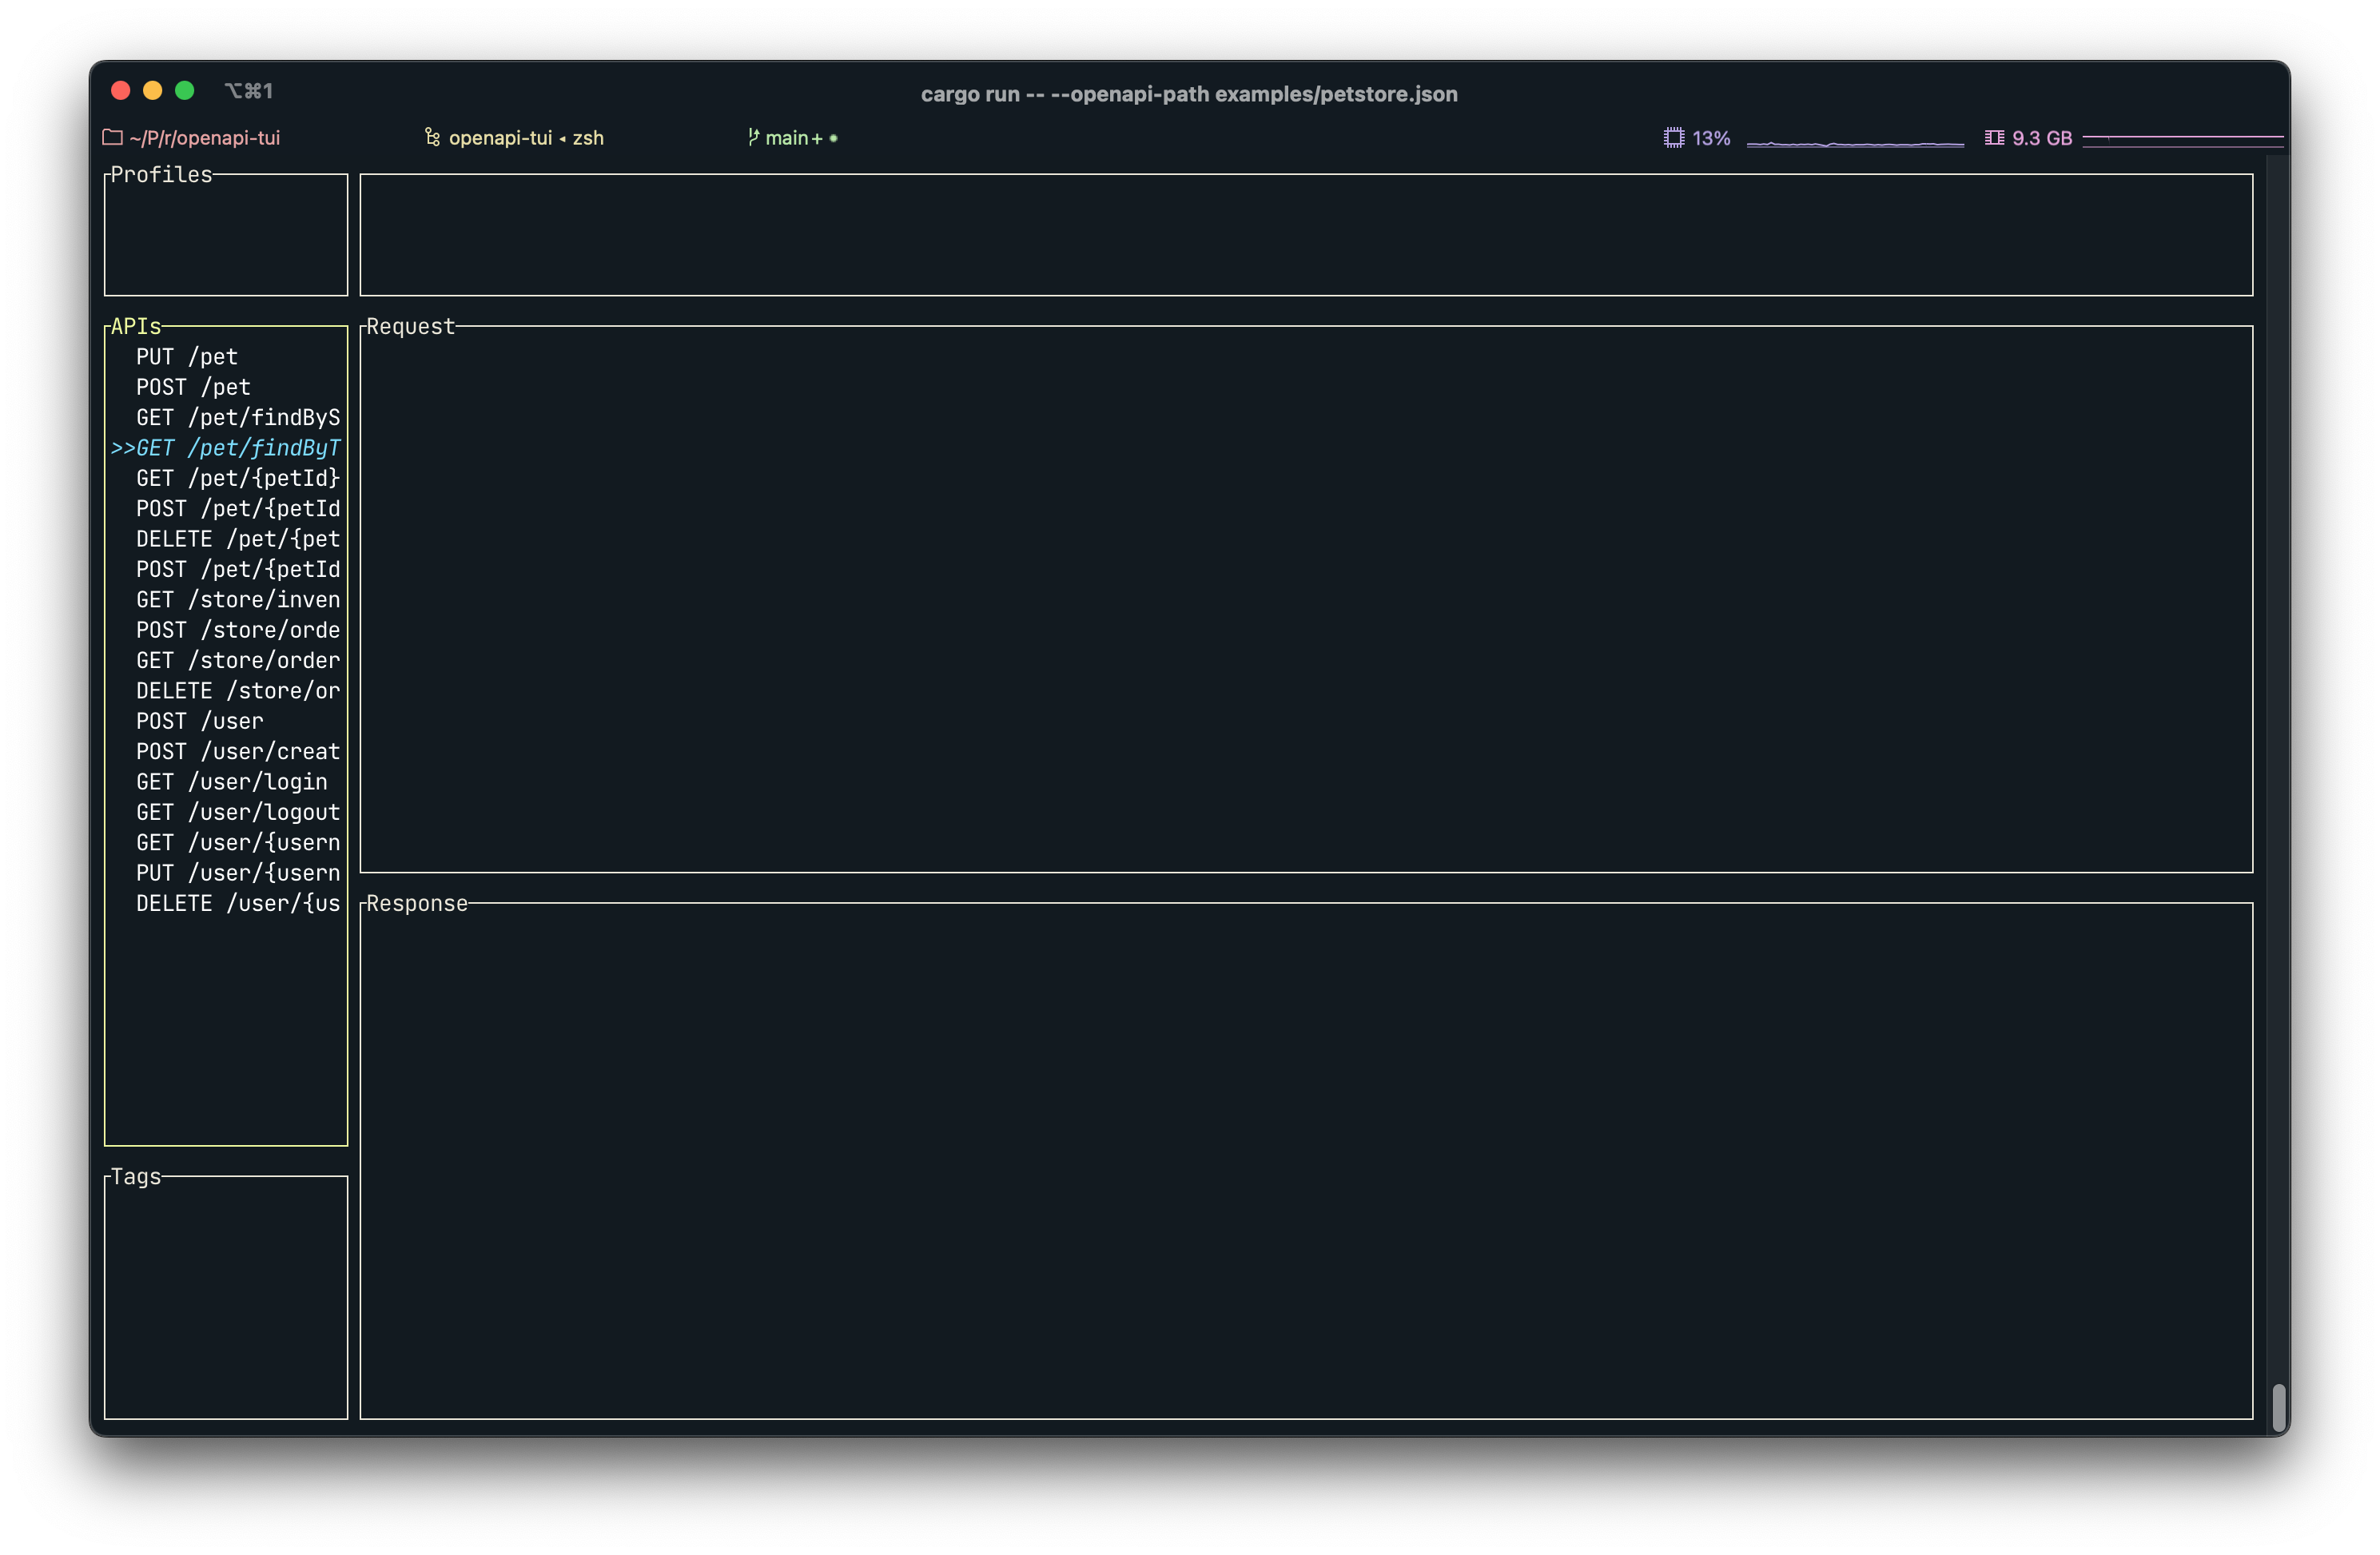 ⌥⌘1
cargo run -- --openapi-path examples/petstore.json
~/P/r/openapi-tui
openapi-tui ◂ zsh
main+ ●
13%
9.3 GB
Profiles
APIs
PUT /pet
POST /pet
GET /pet/findByS
>>GET /pet/findByT
GET /pet/{petId}
POST /pet/{petId
DELETE /pet/{pet
POST /pet/{petId
GET /store/inven
POST /store/orde
GET /store/order
DELETE /store/or
POST /user
POST /user/creat
GET /user/login
GET /user/logout
GET /user/{usern
PUT /user/{usern
DELETE /user/{us
Tags
Request
Response